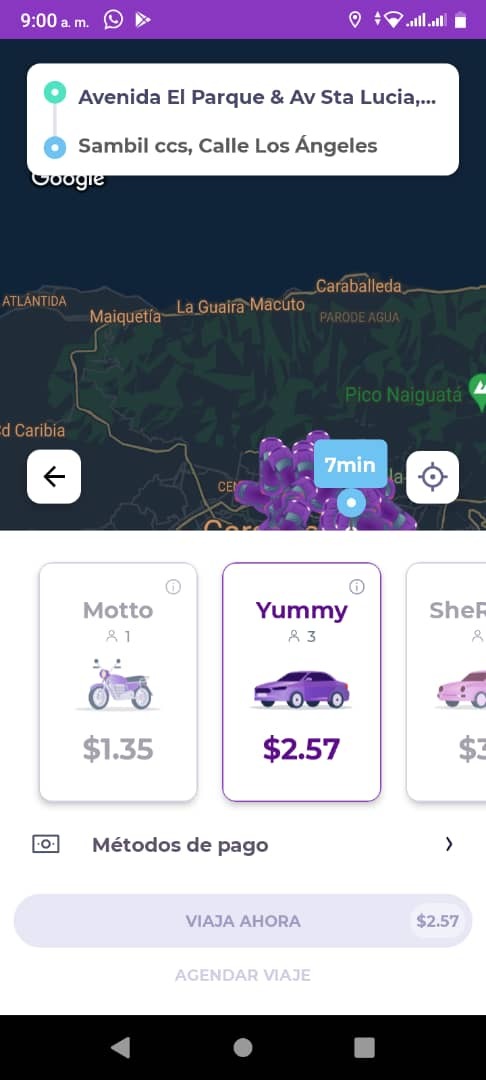 9:00 a. m.
Avenida El Parque & Av Sta Lucia,...
Sambil ccs, Calle Los Ángeles
Google
Caraballeda
ATLÁNTIDA
Maiquetía
La Guaira
Macuto
PARODE AGUA
Pico Naiguatá
d Caribia
7min
CEN
Motto
1
$1.35
Yummy
3
$2.57
SheR
$3
Métodos de pago
VIAJA AHORA
$2.57
AGENDAR VIAJE